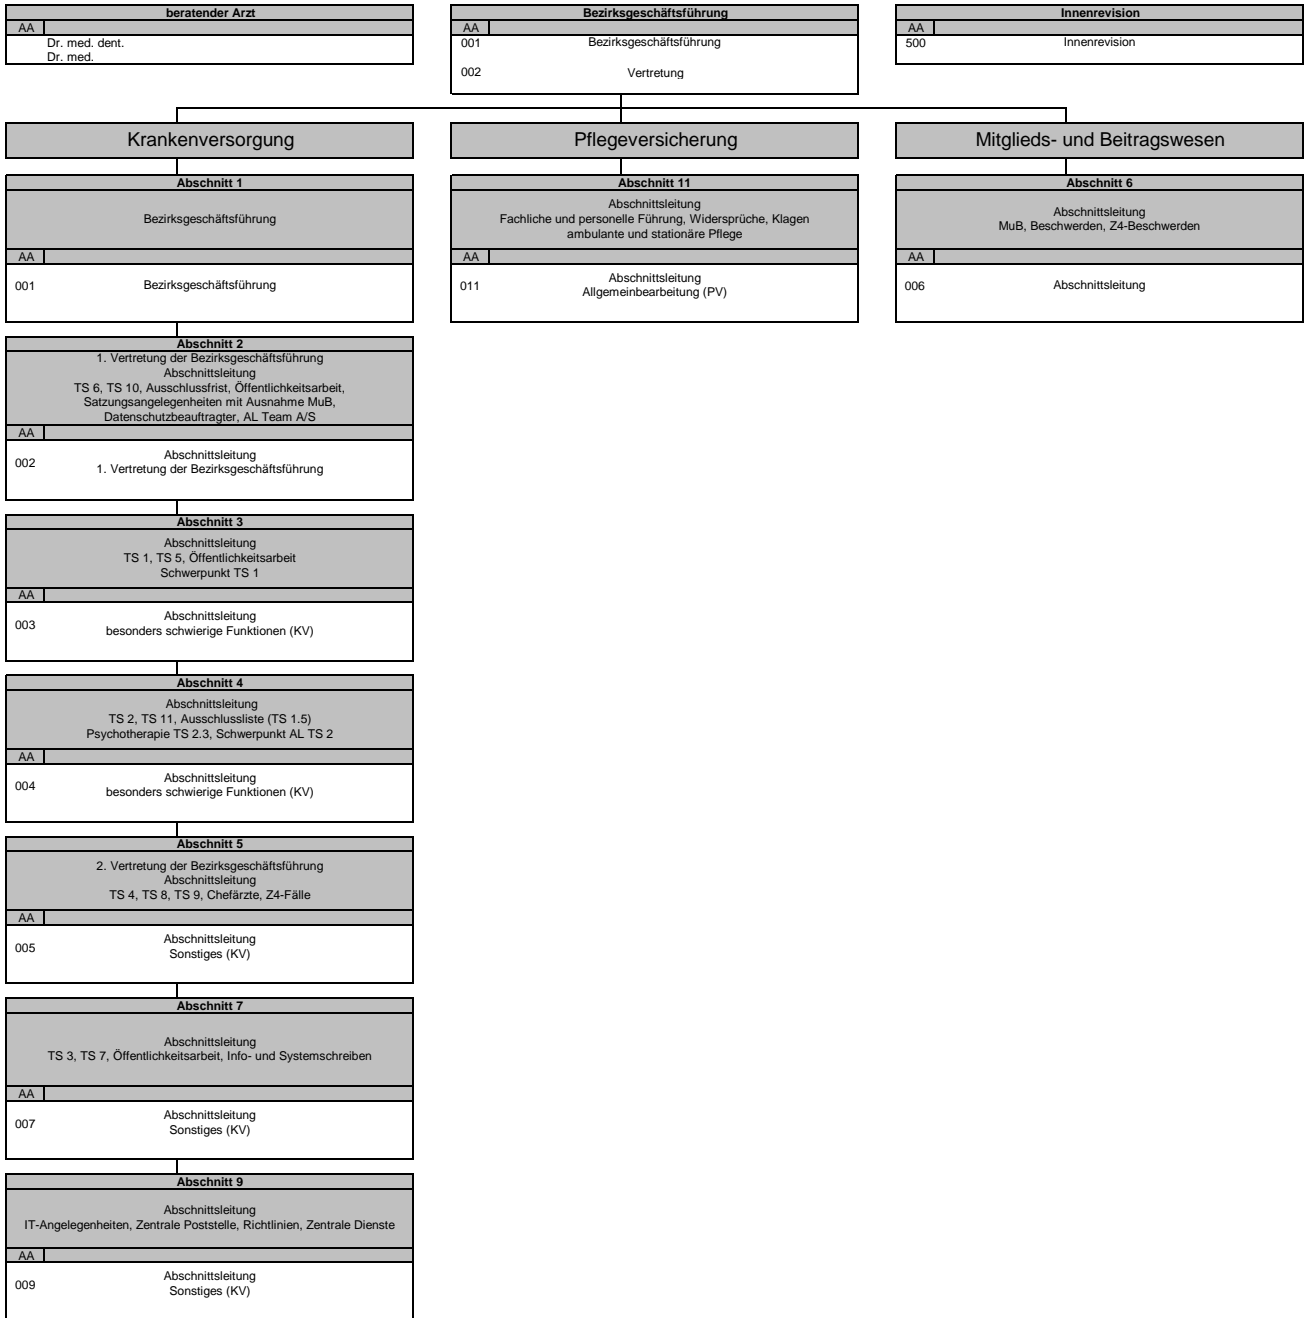 beratender Arzt
AA
Dr. med. dent.
Dr. med.
Bezirksgeschäftsführung
AA
001 Bezirksgeschäftsführung
002 Vertretung
Innenrevision
AA
500 Innenrevision
Krankenversorgung
Abschnitt 1
Bezirksgeschäftsführung
AA
001 Bezirksgeschäftsführung
Abschnitt 2
1. Vertretung der Bezirksgeschäftsführung
Abschnittsleitung
TS 6, TS 10, Ausschlussfrist, Öffentlichkeitsarbeit,
Satzungsangelegenheiten mit Ausnahme MuB,
Datenschutzbeauftragter, AL Team A/S
AA
002
Abschnittsleitung
1. Vertretung der Bezirksgeschäftsführung
Abschnitt 3
Abschnittsleitung
TS 1, TS 5, Öffentlichkeitsarbeit
Schwerpunkt TS 1
AA
003
Abschnittsleitung
besonders schwierige Funktionen (KV)
Abschnitt 4
Abschnittsleitung
TS 2, TS 11, Ausschlussliste (TS 1.5)
Psychotherapie TS 2.3, Schwerpunkt AL TS 2
AA
004
Abschnittsleitung
besonders schwierige Funktionen (KV)
Abschnitt 5
2. Vertretung der Bezirksgeschäftsführung
Abschnittsleitung
TS 4, TS 8, TS 9, Chefärzte, Z4-Fälle
AA
005
Abschnittsleitung
Sonstiges (KV)
Abschnitt 7
Abschnittsleitung
TS 3, TS 7, Öffentlichkeitsarbeit, Info- und Systemschreiben
AA
007
Abschnittsleitung
Sonstiges (KV)
Abschnitt 9
Abschnittsleitung
IT-Angelegenheiten, Zentrale Poststelle, Richtlinien, Zentrale Dienste
AA
009
Abschnittsleitung
Sonstiges (KV)
Pflegeversicherung
Abschnitt 11
Abschnittsleitung
Fachliche und personelle Führung, Widersprüche, Klagen
ambulante und stationäre Pflege
AA
011
Abschnittsleitung
Allgemeinbearbeitung (PV)
Mitglieds- und Beitragswesen
Abschnitt 6
Abschnittsleitung
MuB, Beschwerden, Z4-Beschwerden
AA
006 Abschnittsleitung